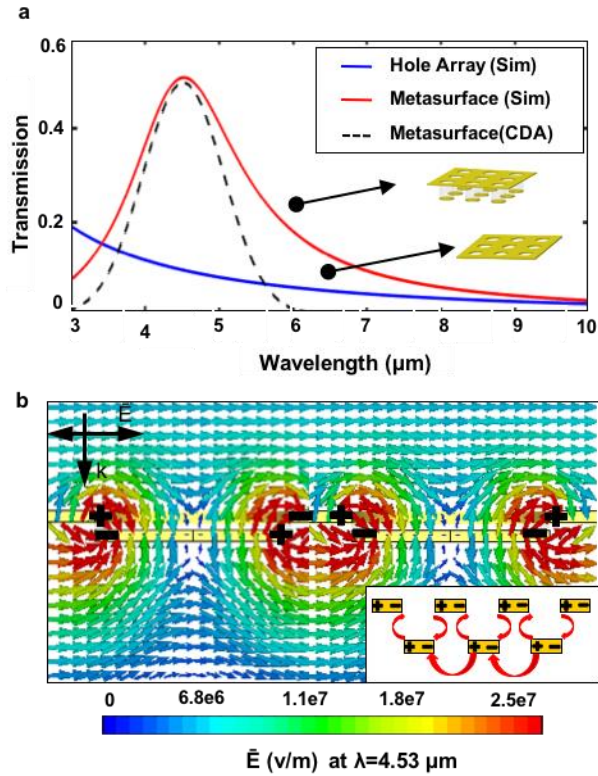 a
Transmission
0.6
0.4
0.2
0
Hole Array (Sim)
Metasurface (Sim)
Metasurface(CDA)
3 4 5 6 7 8 9 10
Wavelength (μm)
b
Ē
k
+ - + - +
- + - -
+ - + - + - + -
+ - + - + -
0 6.8e6 1.1e7 1.8e7 2.5e7
Ē (v/m) at λ=4.53 μm